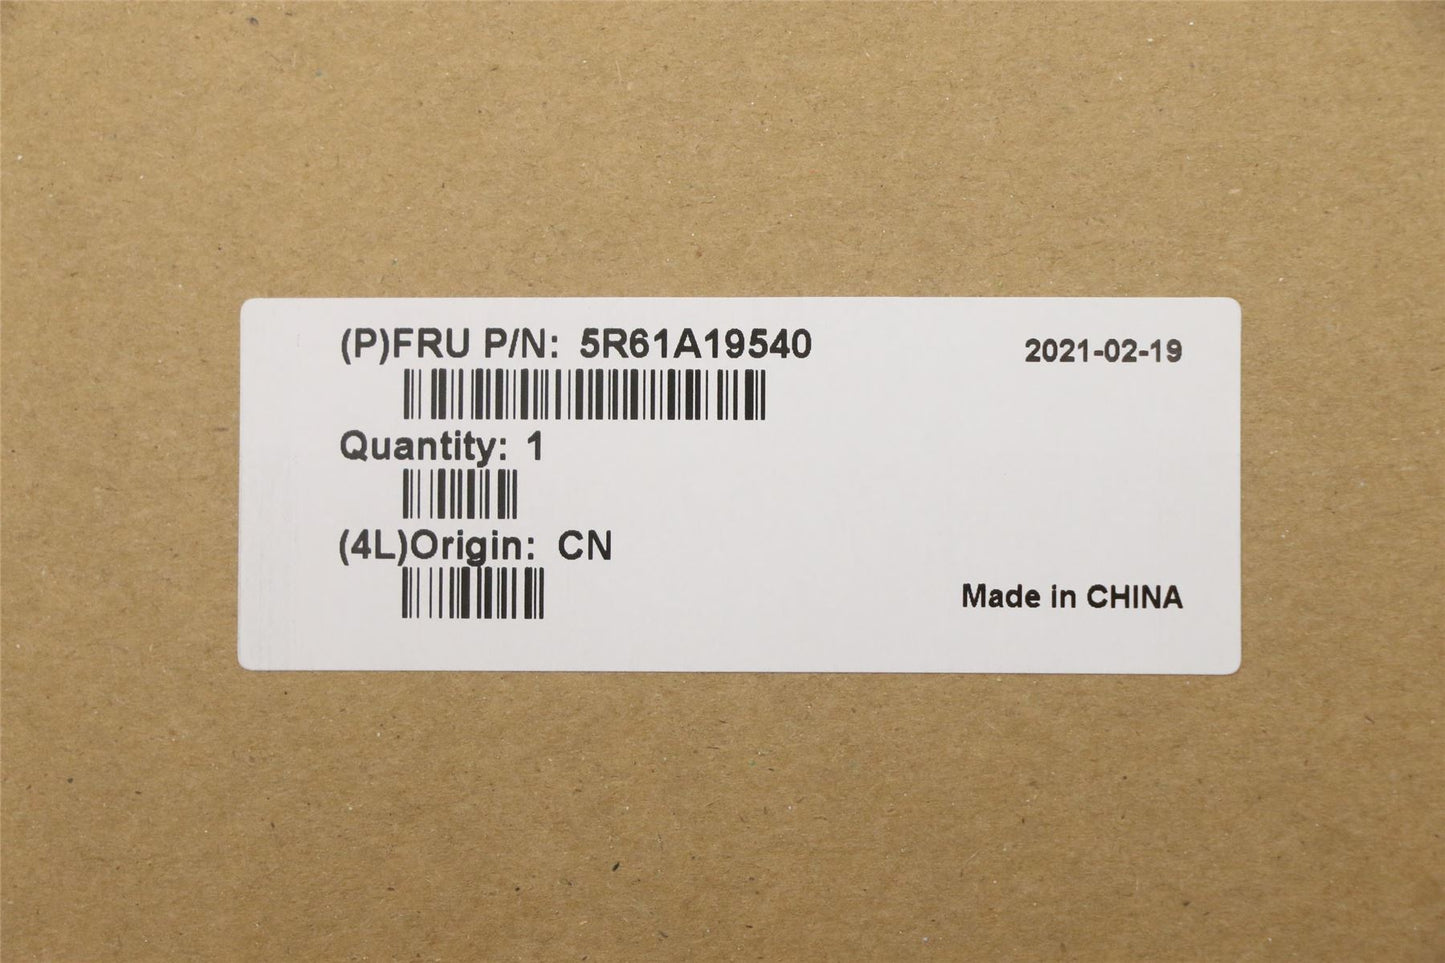 (P)FRU P/N: 5R61A19540
2021-02-19
Quantity: 1
(4L)Origin: CN
Made in CHINA